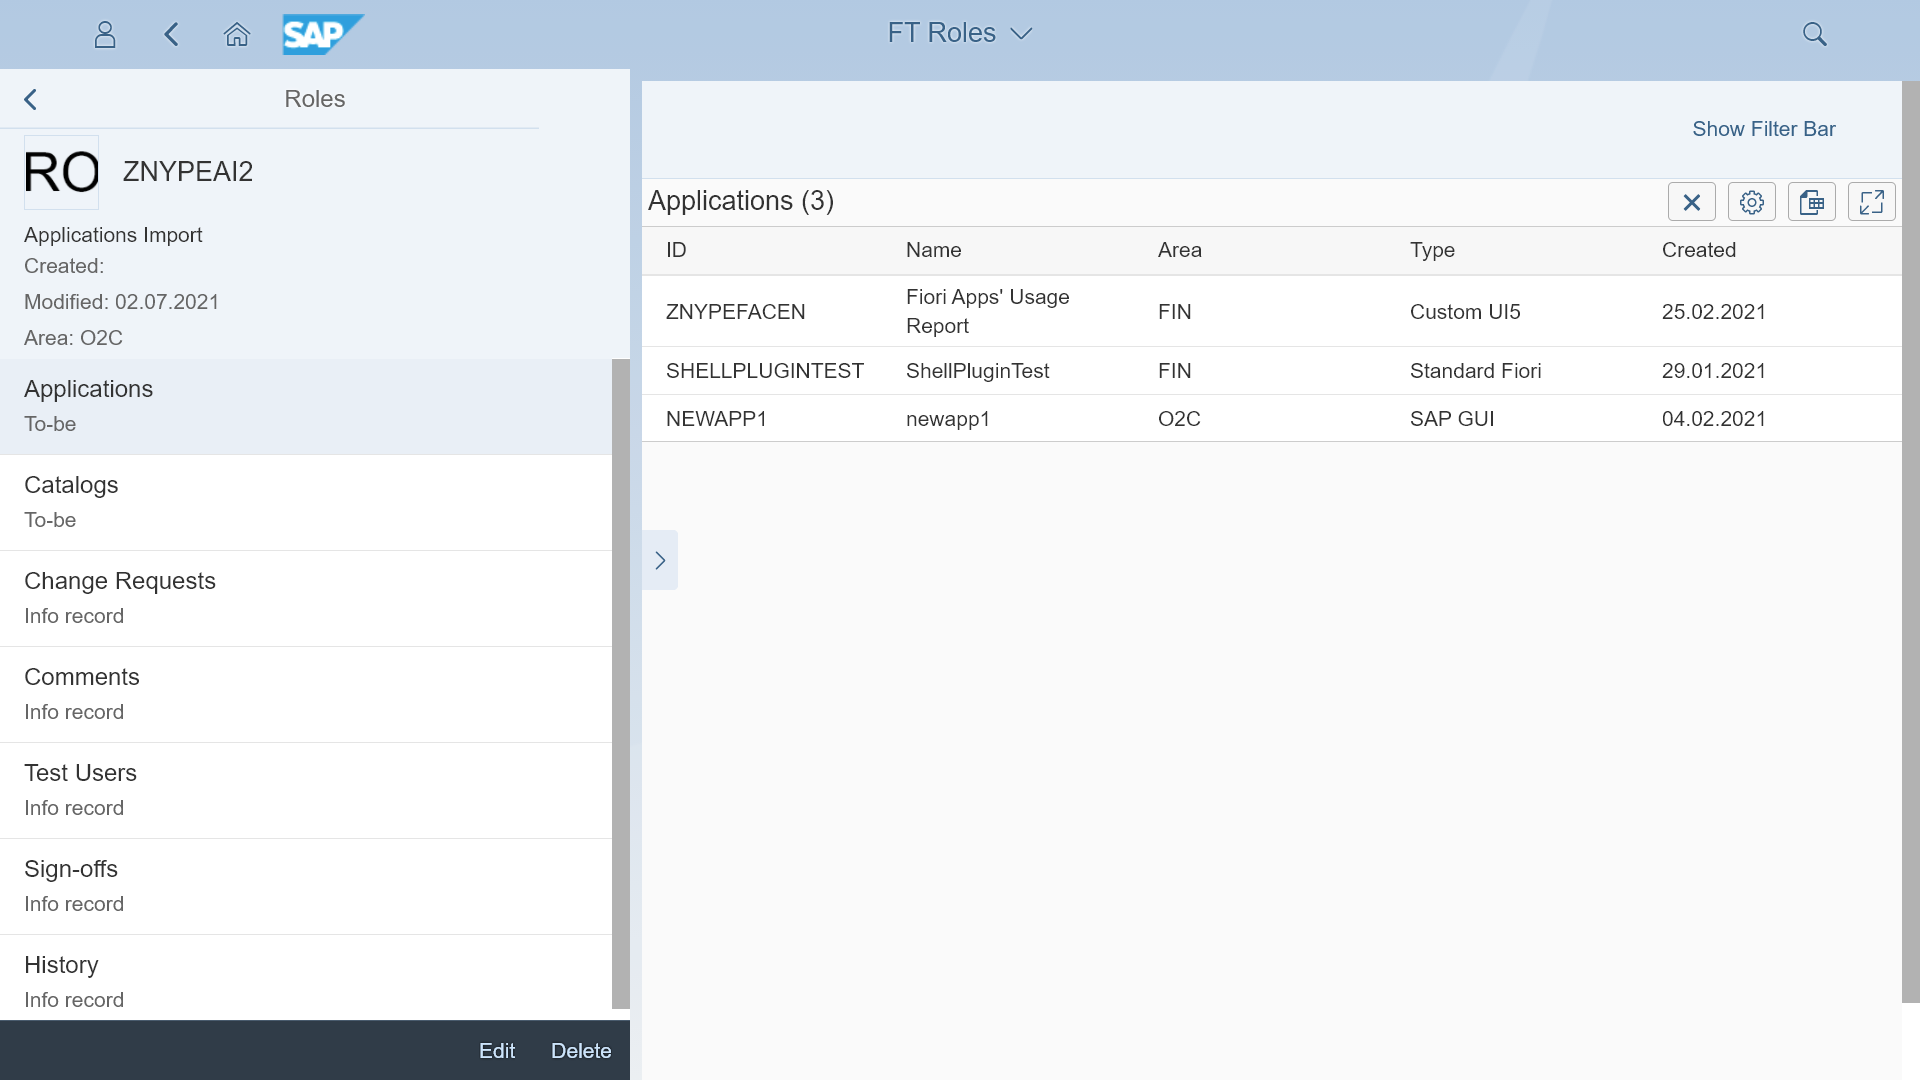 SAP
FT Roles
Roles
RO
ZNYPEAI2
Applications Import
Created:
Modified: 02.07.2021
Area: O2C
Applications
To-be
Catalogs
To-be
Change Requests
Info record
Comments
Info record
Test Users
Info record
Sign-offs
Info record
History
Info record
Edit Delete
Show Filter Bar
Applications (3)
ID Name Area Type Created
ZNYPEFACEN Fiori Apps' Usage Report FIN Custom UI5 25.02.2021
SHELLPLUGINTEST ShellPluginTest FIN Standard Fiori 29.01.2021
NEWAPP1 newapp1 O2C SAP GUI 04.02.2021